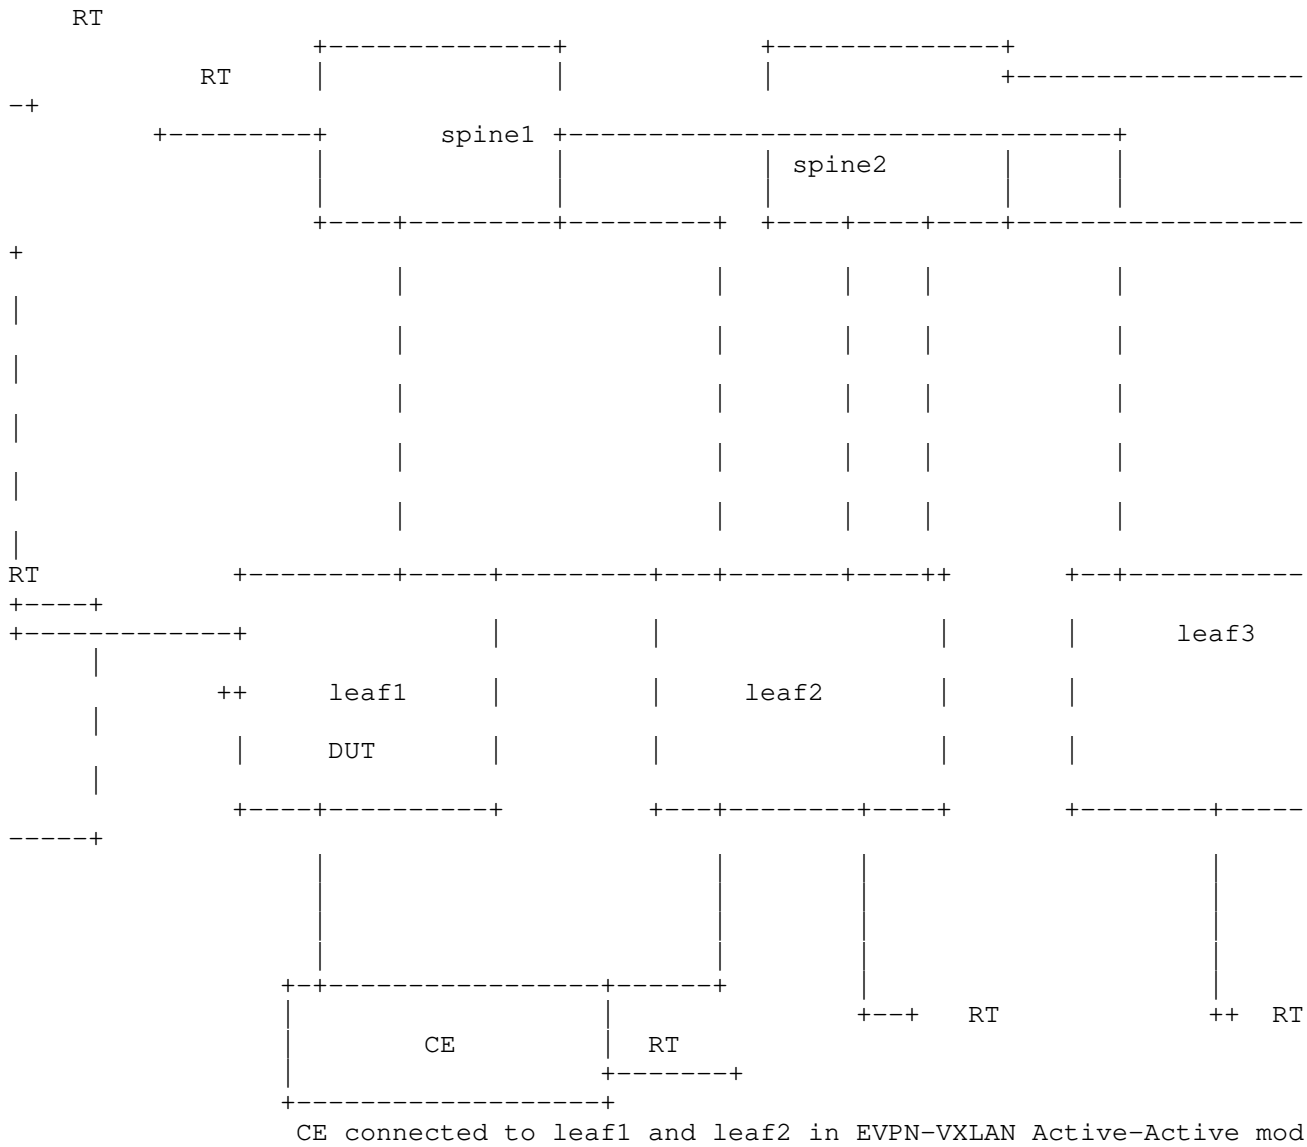 RT
RT
-+
spine1
spine2
+
RT
leaf3
leaf1
leaf2
DUT
-----+
RT
RT
CE
RT
CE connected to leaf1 and leaf2 in EVPN-VXLAN Active-Active mod